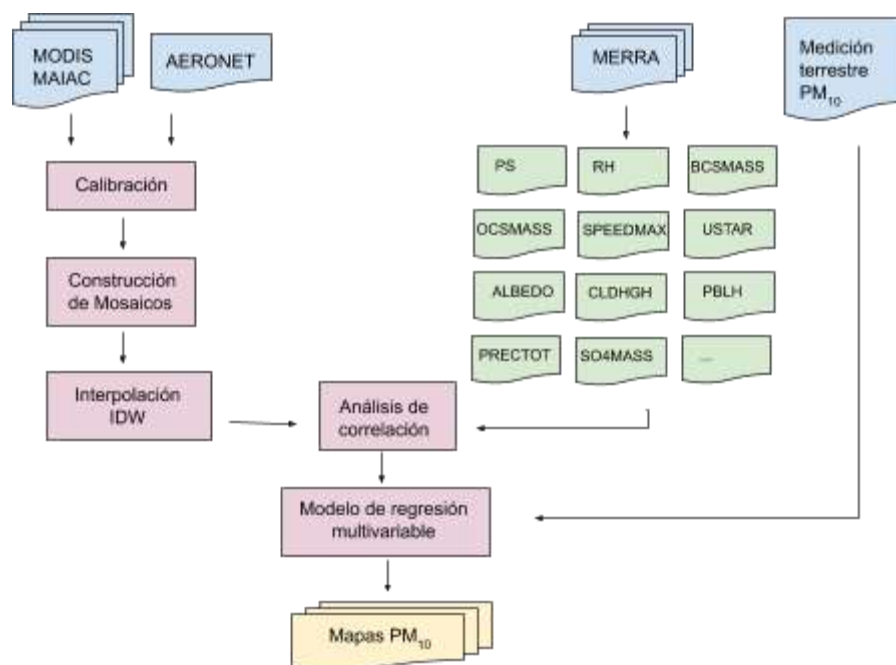 MODIS
MAIAC
AERONET
MERRA
Medición
terrestre
PM10
PS
RH
BCSMASS
Calibración
OCSMASS
SPEEDMAX
USTAR
Construcción
de Mosaicos
ALBEDO
CLDHGH
PBLH
PRECTOT
SO4MASS
...
Interpolación
IDW
Análisis de
correlación
Modelo de regresión
multivariable
Mapas PM10